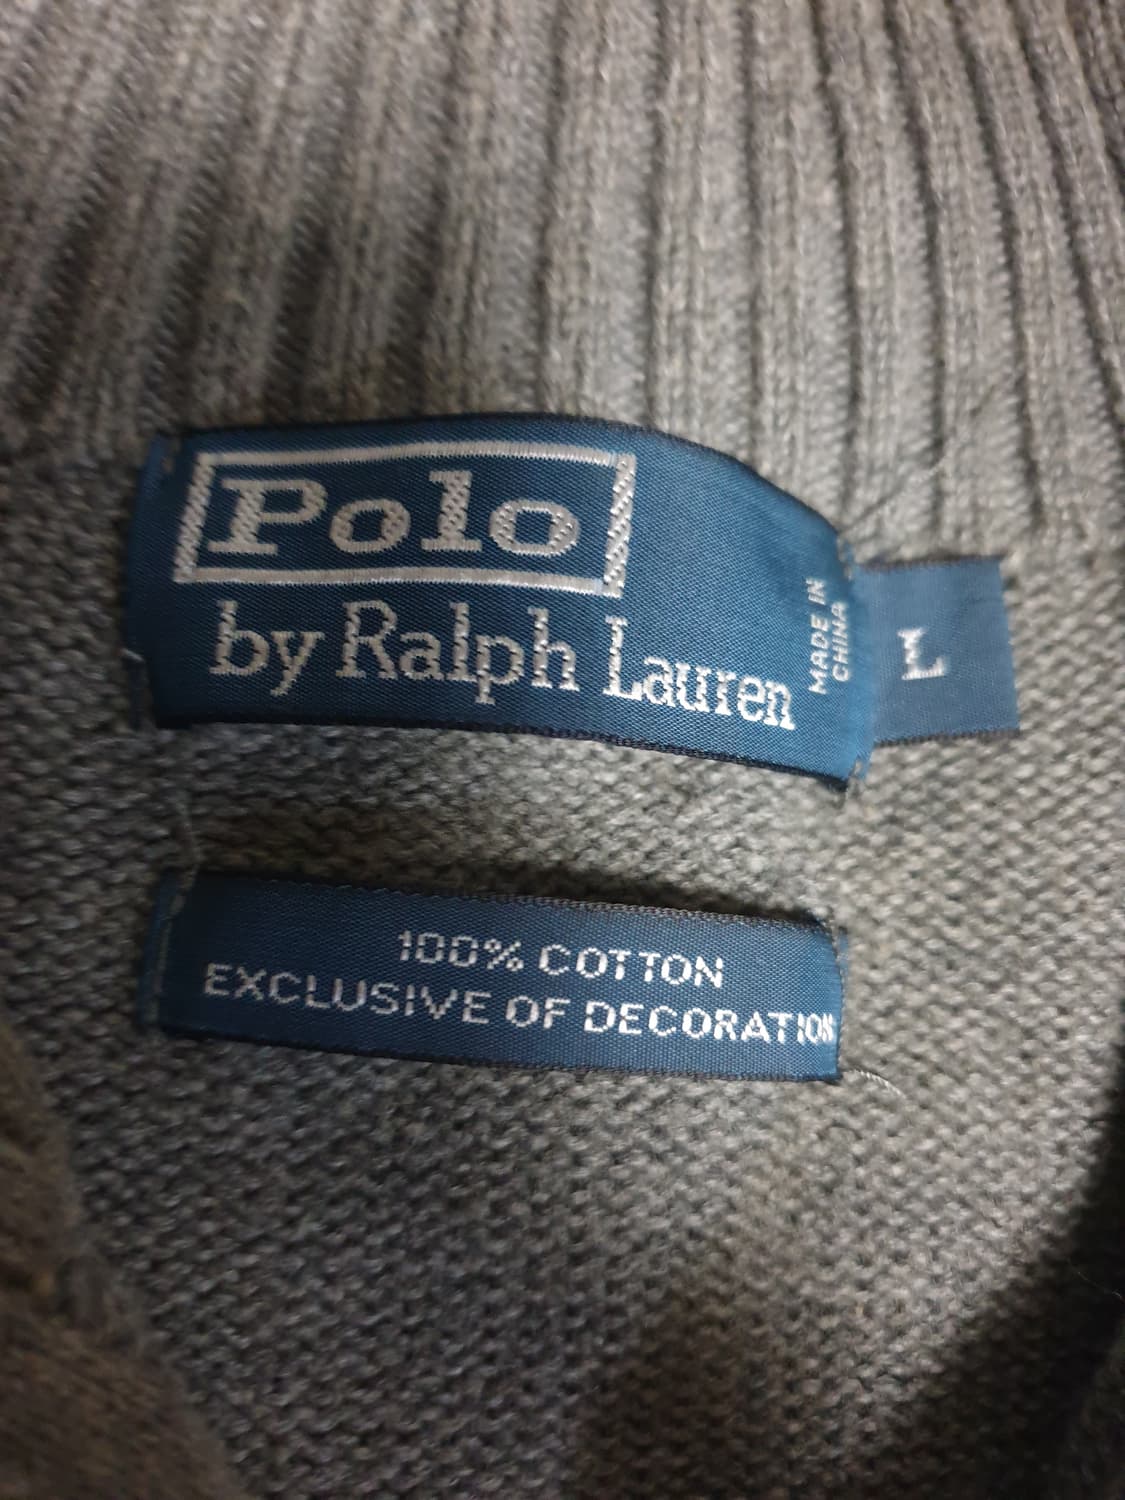 Polo
by Ralph Lauren
MADE IN
CHINA
L
100% COTTON
EXCLUSIVE OF DECORATION